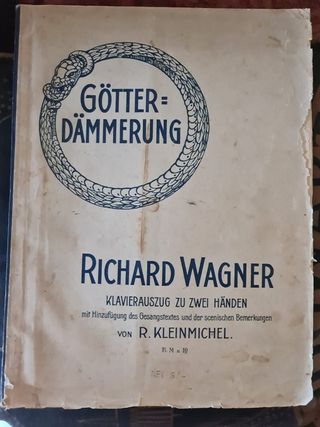 GÖTTER=
DÄMMERUNG
RICHARD WAGNER
KLAVIERAUSZUG ZU ZWEI HÄNDEN
mit Hinzufügung des Gesangstextes und der scenischen Bemerkungen
VON R. KLEINMICHEL.